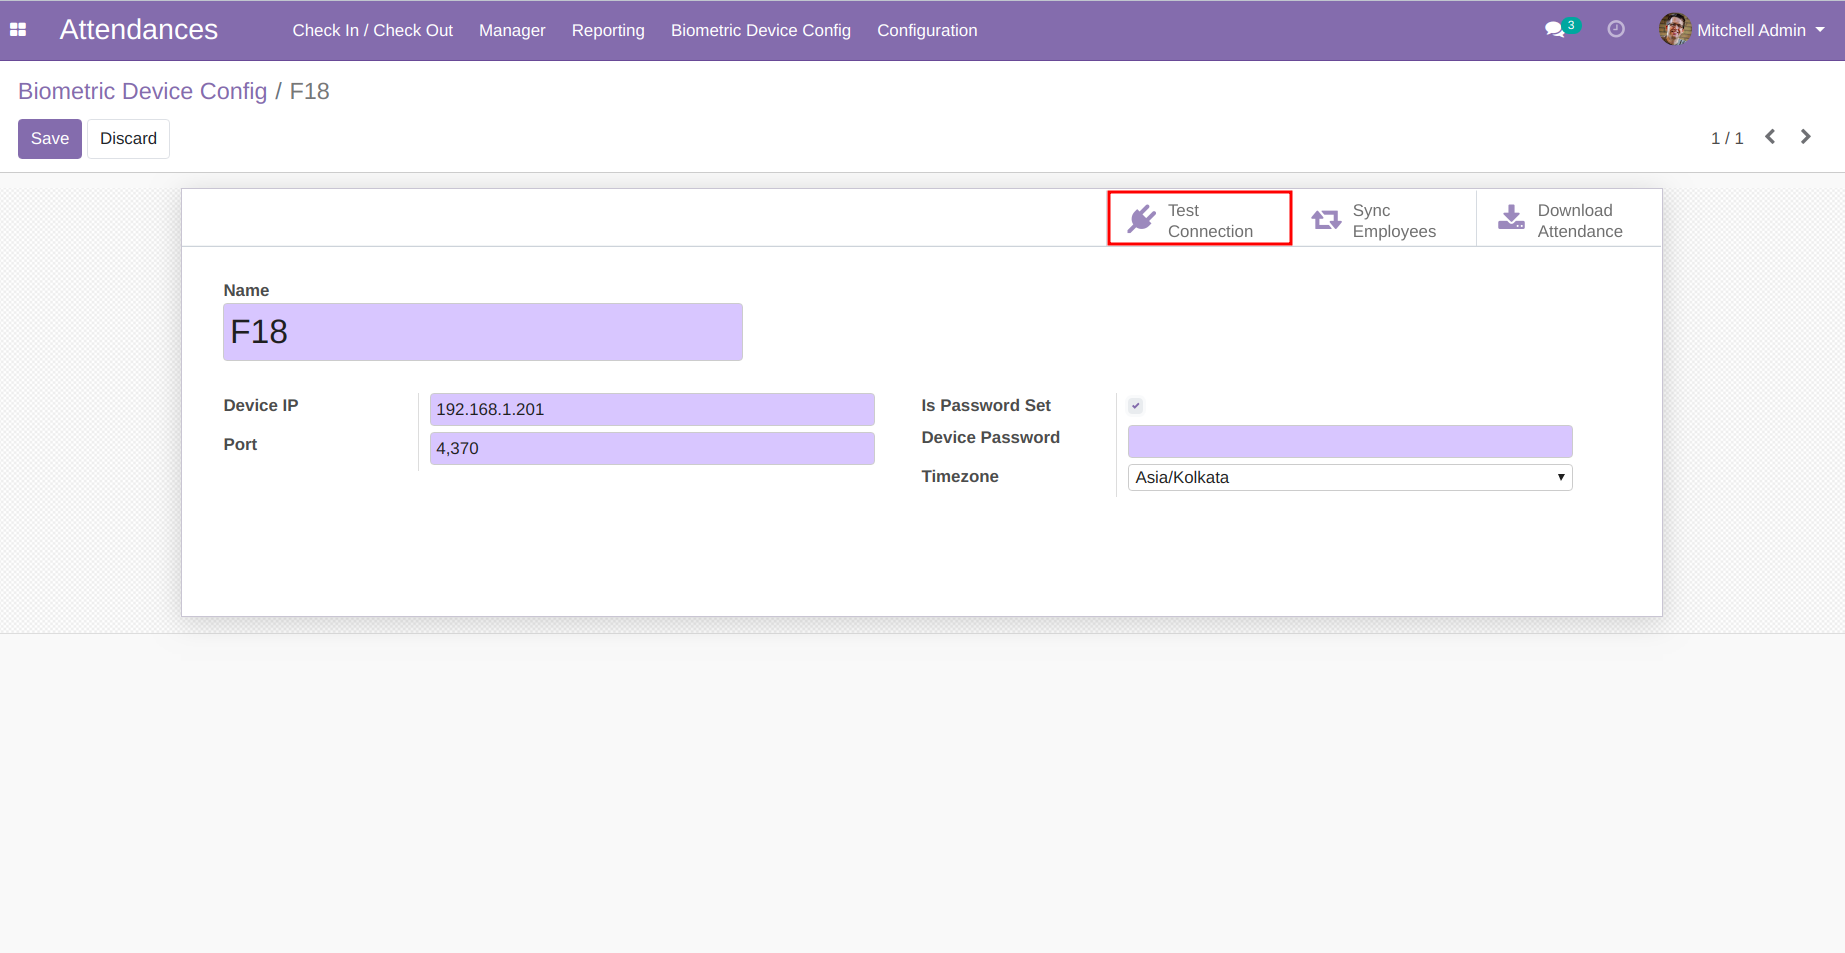 Attendances Check In / Check Out Manager Reporting Biometric Device Config Configuration 3 Mitchell Admin
Biometric Device Config / F18
Save Discard 1 / 1
Test Connection
Sync Employees
Download Attendance
Name
F18
Device IP 192.168.1.201
Port 4,370
Is Password Set
Device Password
Timezone Asia/Kolkata